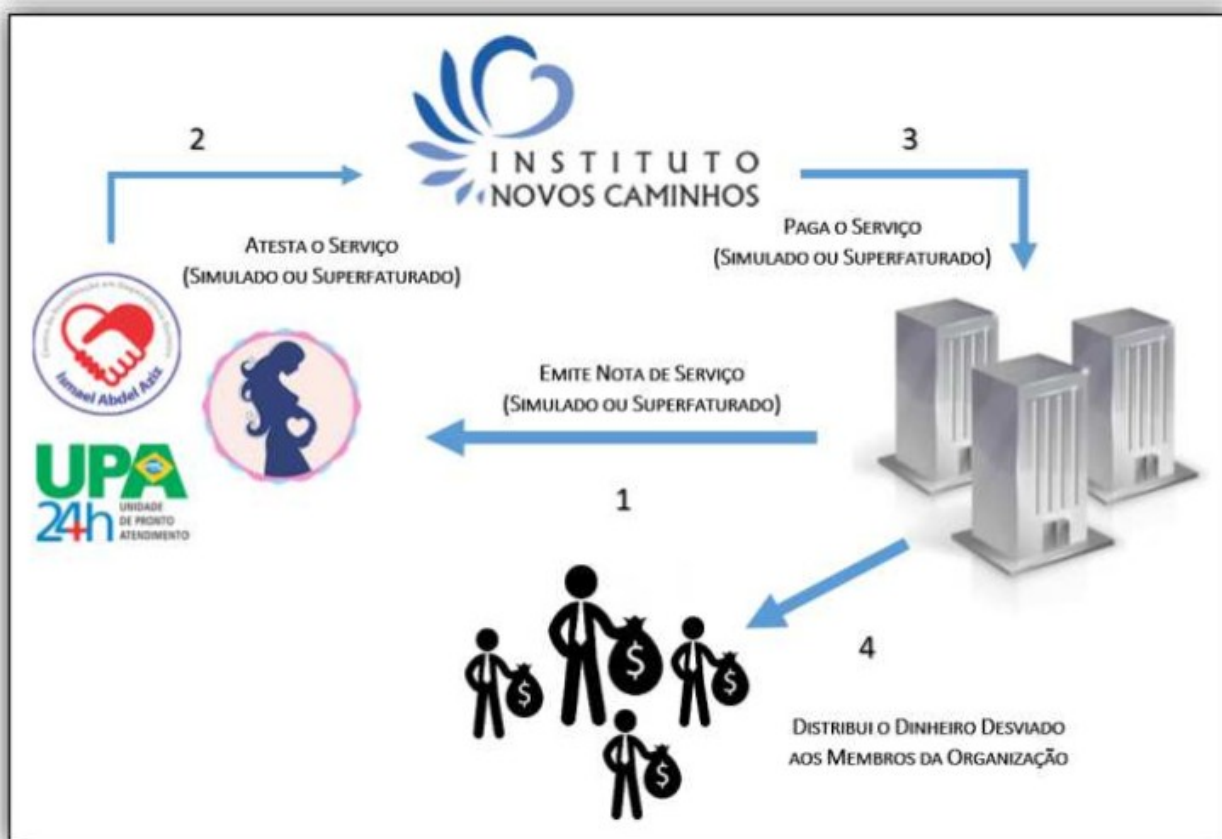 INSTITUTO
NOVOS CAMINHOS
2
3
ATESTA O SERVIÇO
(SIMULADO OU SUPERFATURADO)
PAGA O SERVIÇO
(SIMULADO OU SUPERFATURADO)
Ismael Abdel Aziz
EMITE NOTA DE SERVIÇO
(SIMULADO OU SUPERFATURADO)
1
UPA
24h
UNIDADE
DE PRONTO
ATENDIMENTO
$
$
$
$
4
DISTRIBUI O DINHEIRO DESVIADO
AOS MEMBROS DA ORGANIZAÇÃO